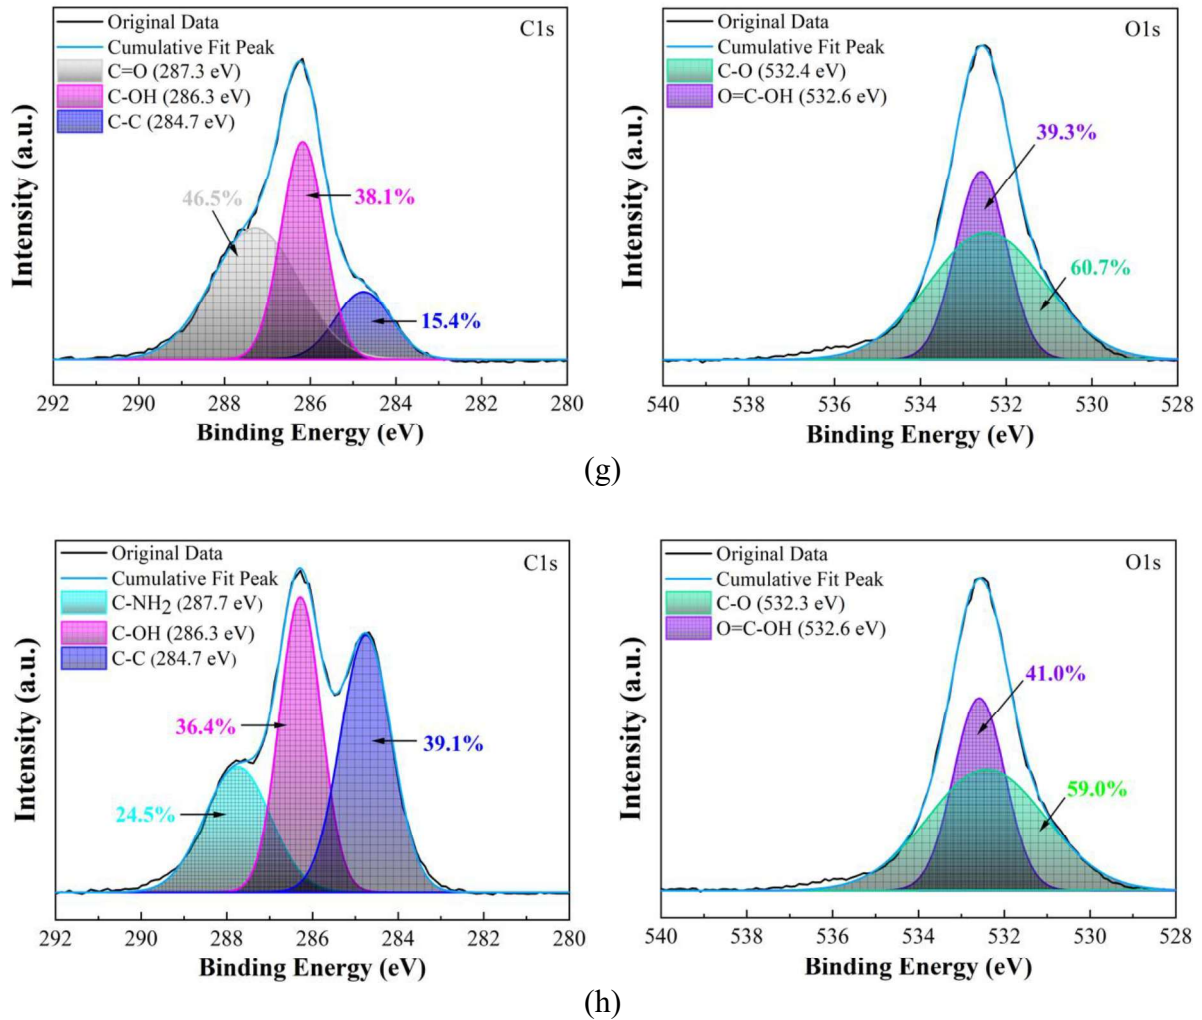 Original Data
Cumulative Fit Peak
C=O (287.3 eV)
C-OH (286.3 eV)
C-C (284.7 eV)
C1s
46.5%
38.1%
15.4%
Intensity (a.u.)
292 290 288 286 284 282 280
Binding Energy (eV)
Original Data
Cumulative Fit Peak
C-O (532.4 eV)
O=C-OH (532.6 eV)
O1s
39.3%
60.7%
Intensity (a.u.)
540 538 536 534 532 530 528
Binding Energy (eV)
(g)
Original Data
Cumulative Fit Peak
C-NH2 (287.7 eV)
C-OH (286.3 eV)
C-C (284.7 eV)
C1s
36.4%
39.1%
24.5%
Intensity (a.u.)
292 290 288 286 284 282 280
Binding Energy (eV)
Original Data
Cumulative Fit Peak
C-O (532.3 eV)
O=C-OH (532.6 eV)
O1s
41.0%
59.0%
Intensity (a.u.)
540 538 536 534 532 530 528
Binding Energy (eV)
(h)